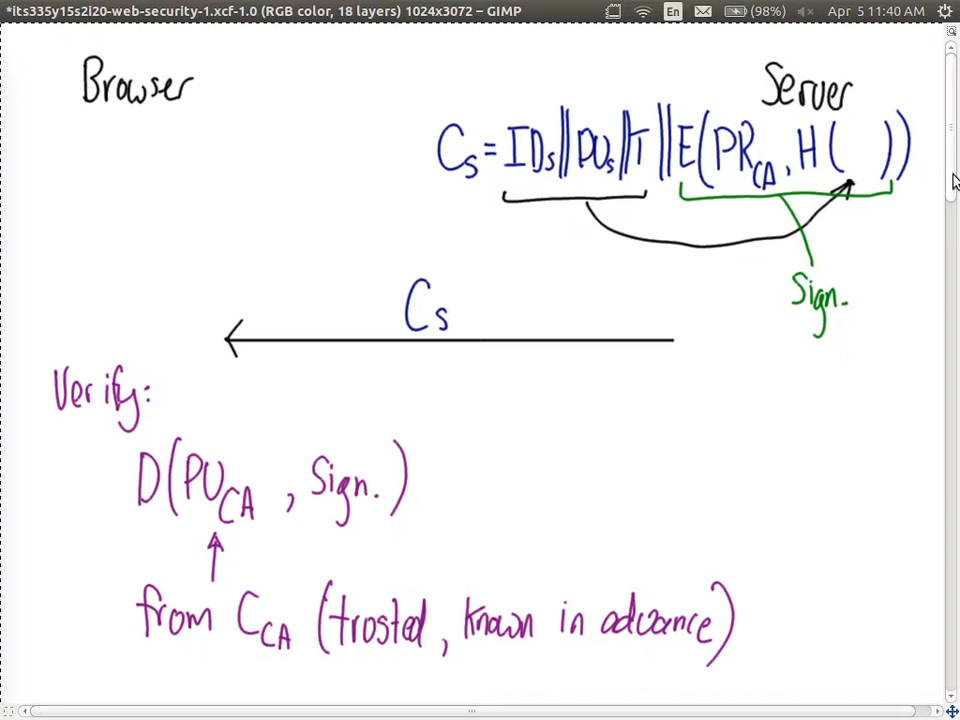 *its335y15s2i20-web-security-1.xcf-1.0 (RGB color, 18 layers) 1024x3072 – GIMP En (98%) Apr 5 11:40 AM
Browser Server
Cs = IDs||PUs||T||E(PRCA, H( ))
Sign.
Cs
Verify:
D(PUCA, Sign.)
from CCA (trusted, known in advance)